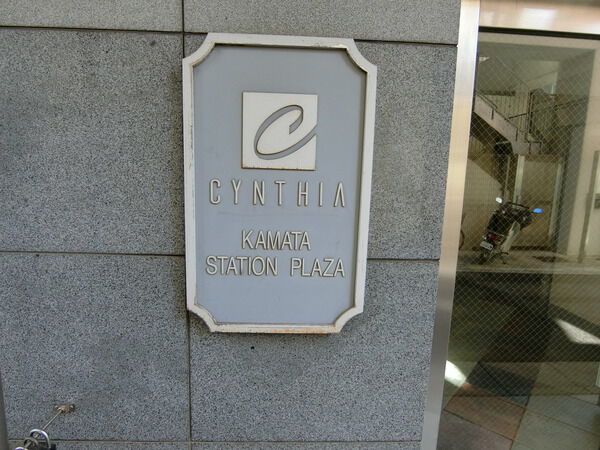 C
CYNTHIA
KAMATA
STATION PLAZA